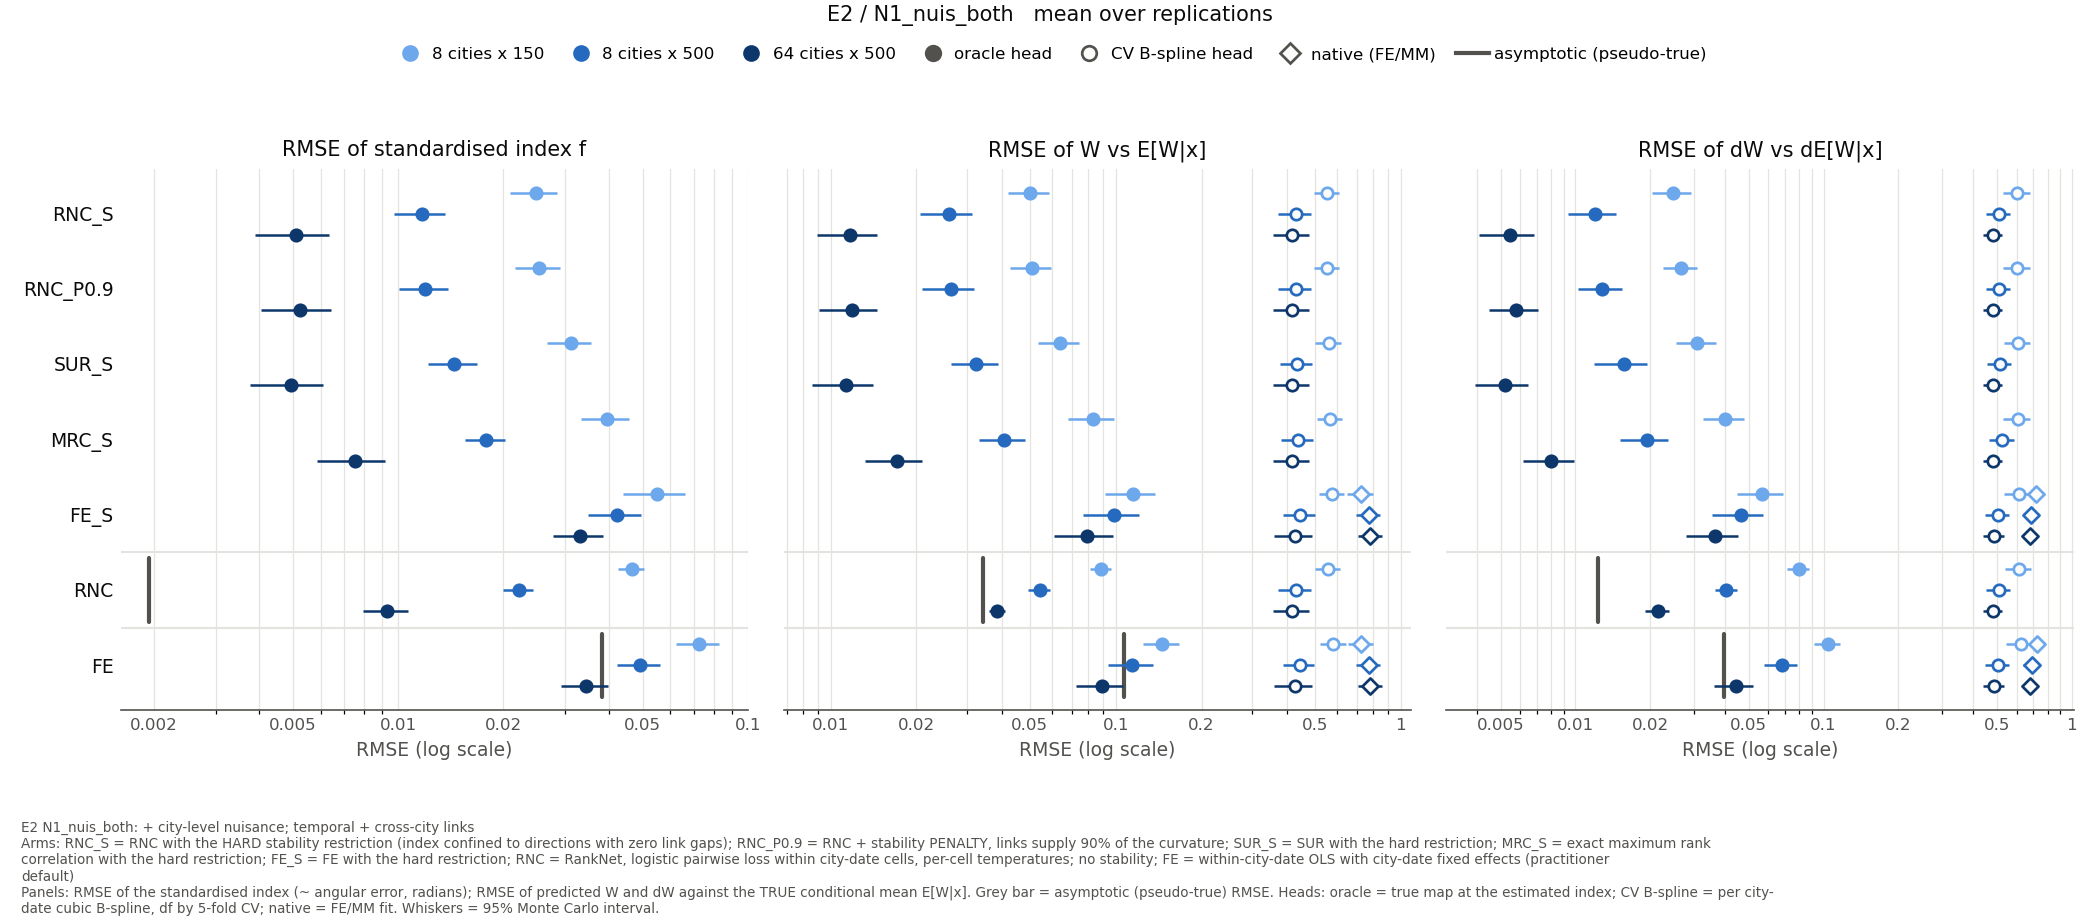 E2 / N1_nuis_both   mean over replications
8 cities x 150
8 cities x 500
64 cities x 500
oracle head
CV B-spline head
native (FE/MM)
asymptotic (pseudo-true)
RMSE of standardised index f
RMSE of W vs E[W|x]
RMSE of dW vs dE[W|x]
RNC_S
RNC_P0.9
SUR_S
MRC_S
FE_S
RNC
FE
0.002 0.005 0.01 0.02 0.05 0.1
0.01 0.02 0.05 0.1 0.2 0.5 1
0.005 0.01 0.02 0.05 0.1 0.2 0.5 1
RMSE (log scale)
RMSE (log scale)
RMSE (log scale)
E2 N1_nuis_both: + city-level nuisance; temporal + cross-city links
Arms: RNC_S = RNC with the HARD stability restriction (index confined to directions with zero link gaps); RNC_P0.9 = RNC + stability PENALTY, links supply 90% of the curvature; SUR_S = SUR with the hard restriction; MRC_S = exact maximum rank
correlation with the hard restriction; FE_S = FE with the hard restriction; RNC = RankNet, logistic pairwise loss within city-date cells, per-cell temperatures; no stability; FE = within-city-date OLS with city-date fixed effects (practitioner
default)
Panels: RMSE of the standardised index (~ angular error, radians); RMSE of predicted W and dW against the TRUE conditional mean E[W|x]. Grey bar = asymptotic (pseudo-true) RMSE. Heads: oracle = true map at the estimated index; CV B-spline = per city-
date cubic B-spline, df by 5-fold CV; native = FE/MM fit. Whiskers = 95% Monte Carlo interval.